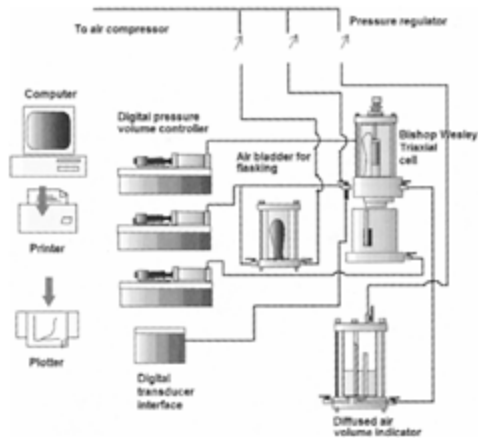 To air compressor
Pressure regulator
Computer
Digital pressure
volume controller
Bishop Wesley
Triaxial
cell
Air bladder for
flasking
Printer
Plotter
Digital
transducer
interface
Diffused air
volume indicator